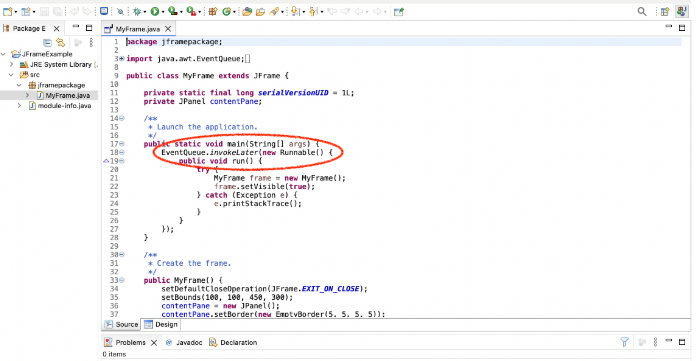 Package E
MyFrame.java
JFrameExample
JRE System Library [
src
jframepackage
MyFrame.java
module-info.java
1 package jframepackage;
2
3 import java.awt.EventQueue;
8
9 public class MyFrame extends JFrame {
10
11 private static final long serialVersionUID = 1L;
12 private JPanel contentPane;
13
14 /**
15 * Launch the application.
16 */
17 public static void main(String[] args) {
18 EventQueue.invokeLater(new Runnable() {
19 public void run() {
20 try {
21 MyFrame frame = new MyFrame();
22 frame.setVisible(true);
23 } catch (Exception e) {
24 e.printStackTrace();
25 }
26 }
27 });
28 }
29
30 /**
31 * Create the frame.
32 */
33 public MyFrame() {
34 setDefaultCloseOperation(JFrame.EXIT_ON_CLOSE);
35 setBounds(100, 100, 450, 300);
36 contentPane = new JPanel();
37 contentPane.setBorder(new EmptyBorder(5, 5, 5, 5));
Source Design
Problems Javadoc Declaration
0 items